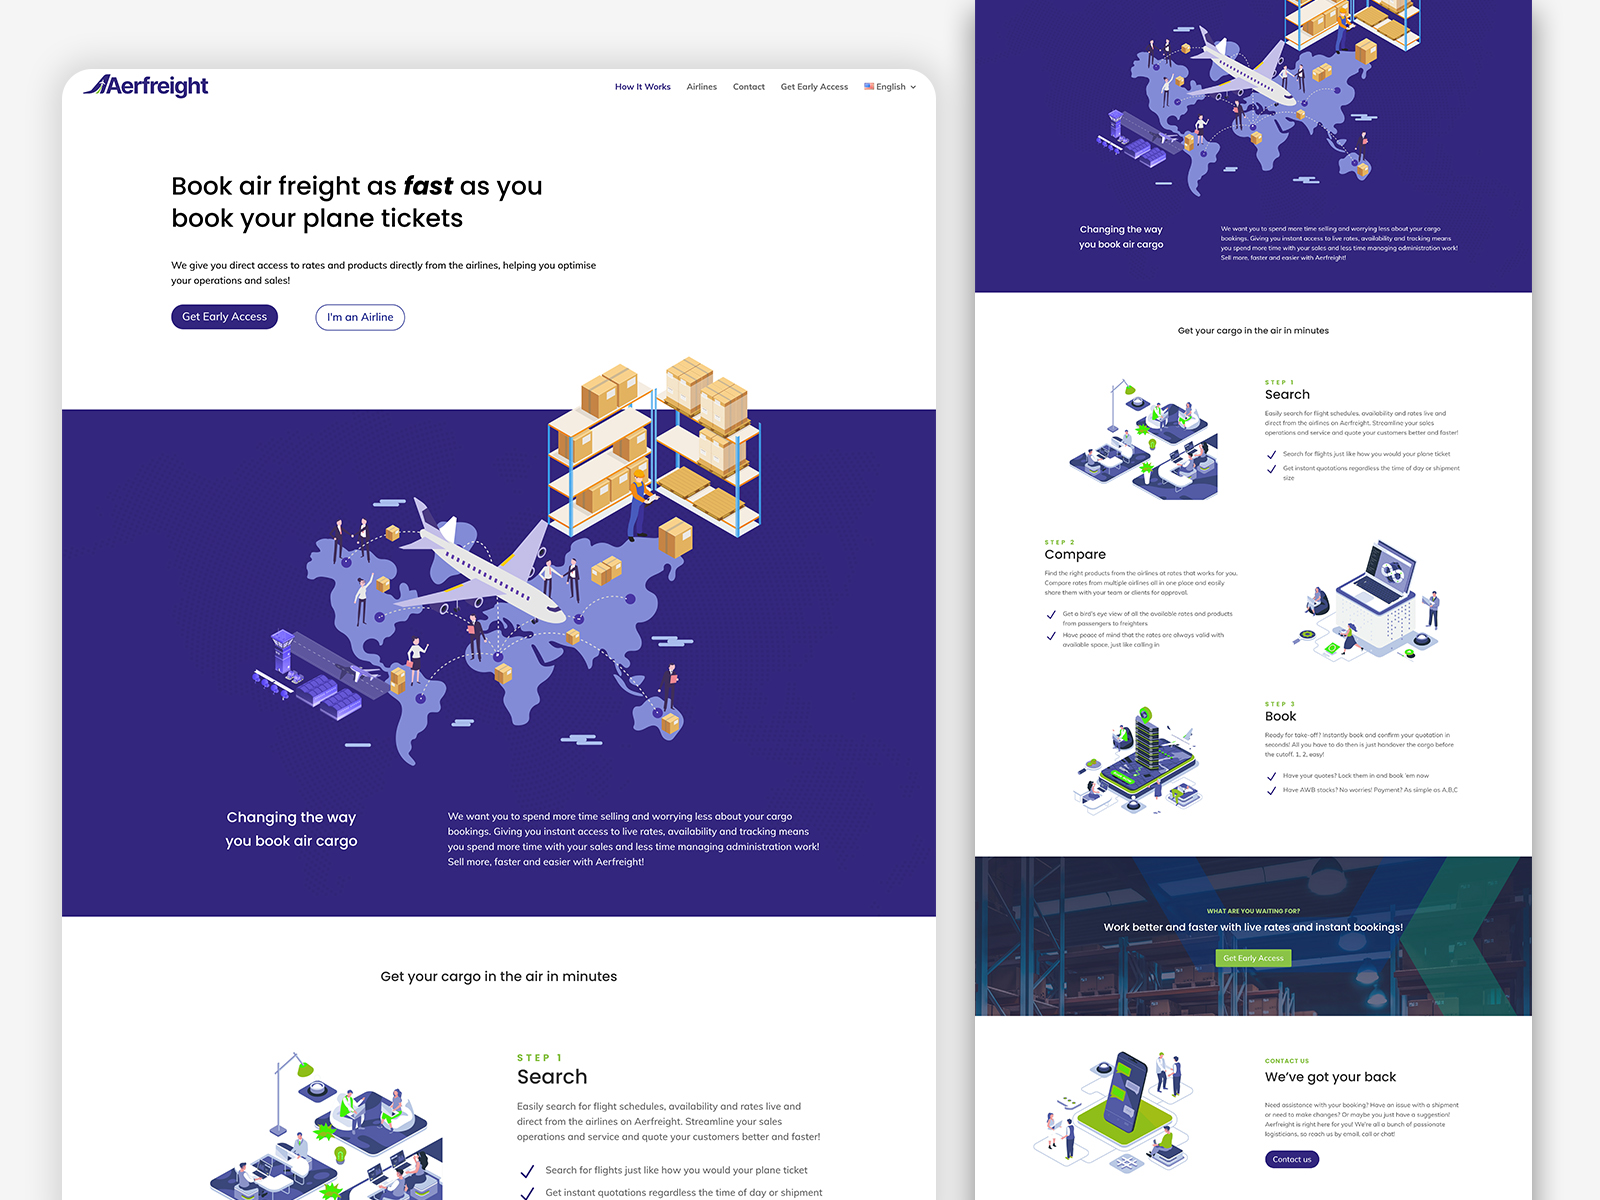 Aerfreight
How It Works
Airlines
Contact
Get Early Access
English
Book air freight as fast as you
book your plane tickets
We give you direct access to rates and products directly from the airlines, helping you optimise
your operations and sales!
Get Early Access
I'm an Airline
Changing the way
you book air cargo
We want you to spend more time selling and worrying less about your cargo
bookings. Giving you instant access to live rates, availability and tracking means
you spend more time with your sales and less time managing administration work!
Sell more, faster and easier with Aerfreight!
Get your cargo in the air in minutes
STEP 1
Search
Easily search for flight schedules, availability and rates live and
direct from the airlines on Aerfreight. Streamline your sales
operations and service and quote your customers better and faster!
Search for flights just like how you would your plane ticket
Get instant quotations regardless the time of day or shipment
Changing the way
you book air cargo
We want you to spend more time selling and worrying less about your cargo
bookings. Giving you instant access to live rates, availability and tracking means
you spend more time with your sales and less time managing administration work!
Sell more, faster and easier with Aerfreight!
Get your cargo in the air in minutes
STEP 1
Search
Easily search for flight schedules, availability and rates live and
direct from the airlines on Aerfreight. Streamline your sales
operations and service and quote your customers better and faster!
Search for flights just like how you would your plane ticket
Get instant quotations regardless the time of day or shipment
size
STEP 2
Compare
Find the right products from the airlines at rates that works for you.
Compare rates from multiple airlines all in one place and easily
share them with your team or clients for approval.
Get a bird's eye view of all the available rates and products
from passengers to freighters
Have peace of mind that the rates are always valid with
available space, just like calling in
STEP 3
Book
Ready for take-off? Instantly book and confirm your quotation in
seconds! All you have to do then is just handover the cargo before
the cutoff. 1, 2, easy!
Have your quotes? Lock them in and book 'em now
Have AWB stocks? No worries! Payment? As simple as A,B,C
WHAT ARE YOU WAITING FOR?
Work better and faster with live rates and instant bookings!
Get Early Access
CONTACT US
We've got your back
Need assistance with your booking? Have an issue with a shipment
or need to make changes? Or maybe you just have a suggestion!
Aerfreight is right here for you! We're all a bunch of passionate
logisticians, so reach us by email, call or chat!
Contact us